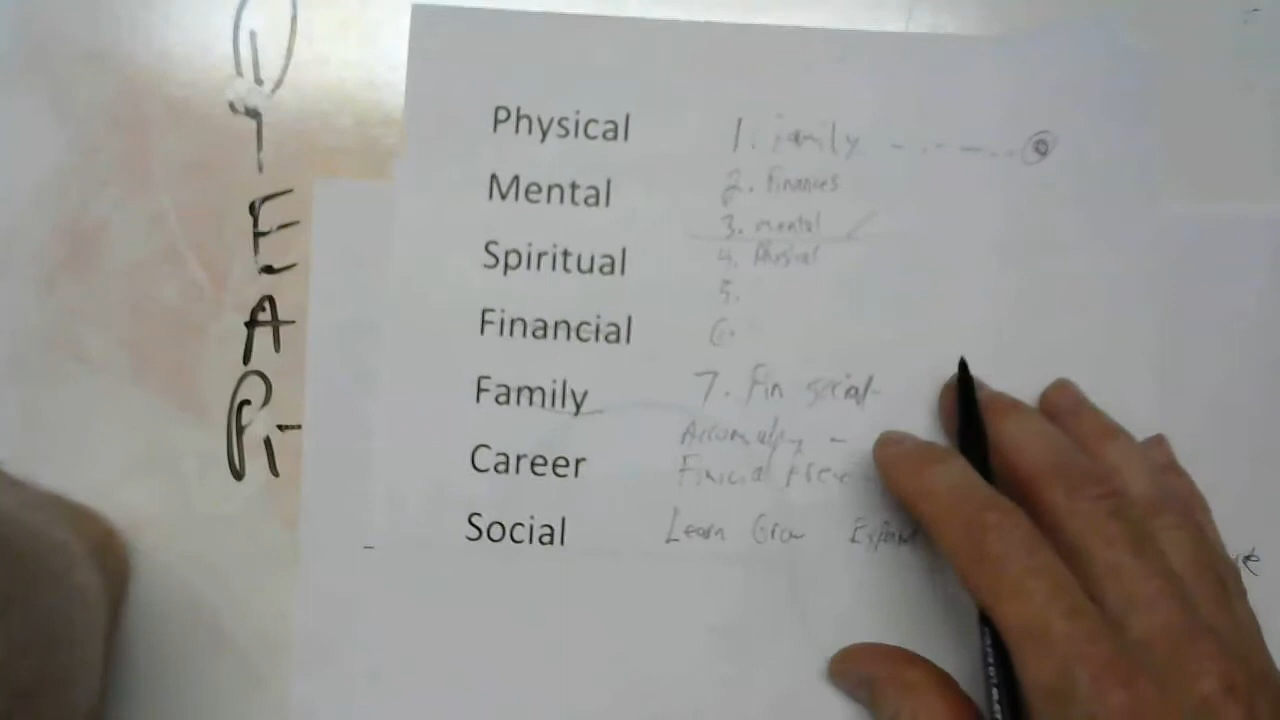 Physical 1. family
Mental 2. Finances
3. mental
Spiritual 4. Physical
5.
Financial 6.
Family 7. Fin social
Career
Social Learn Grow
E
A